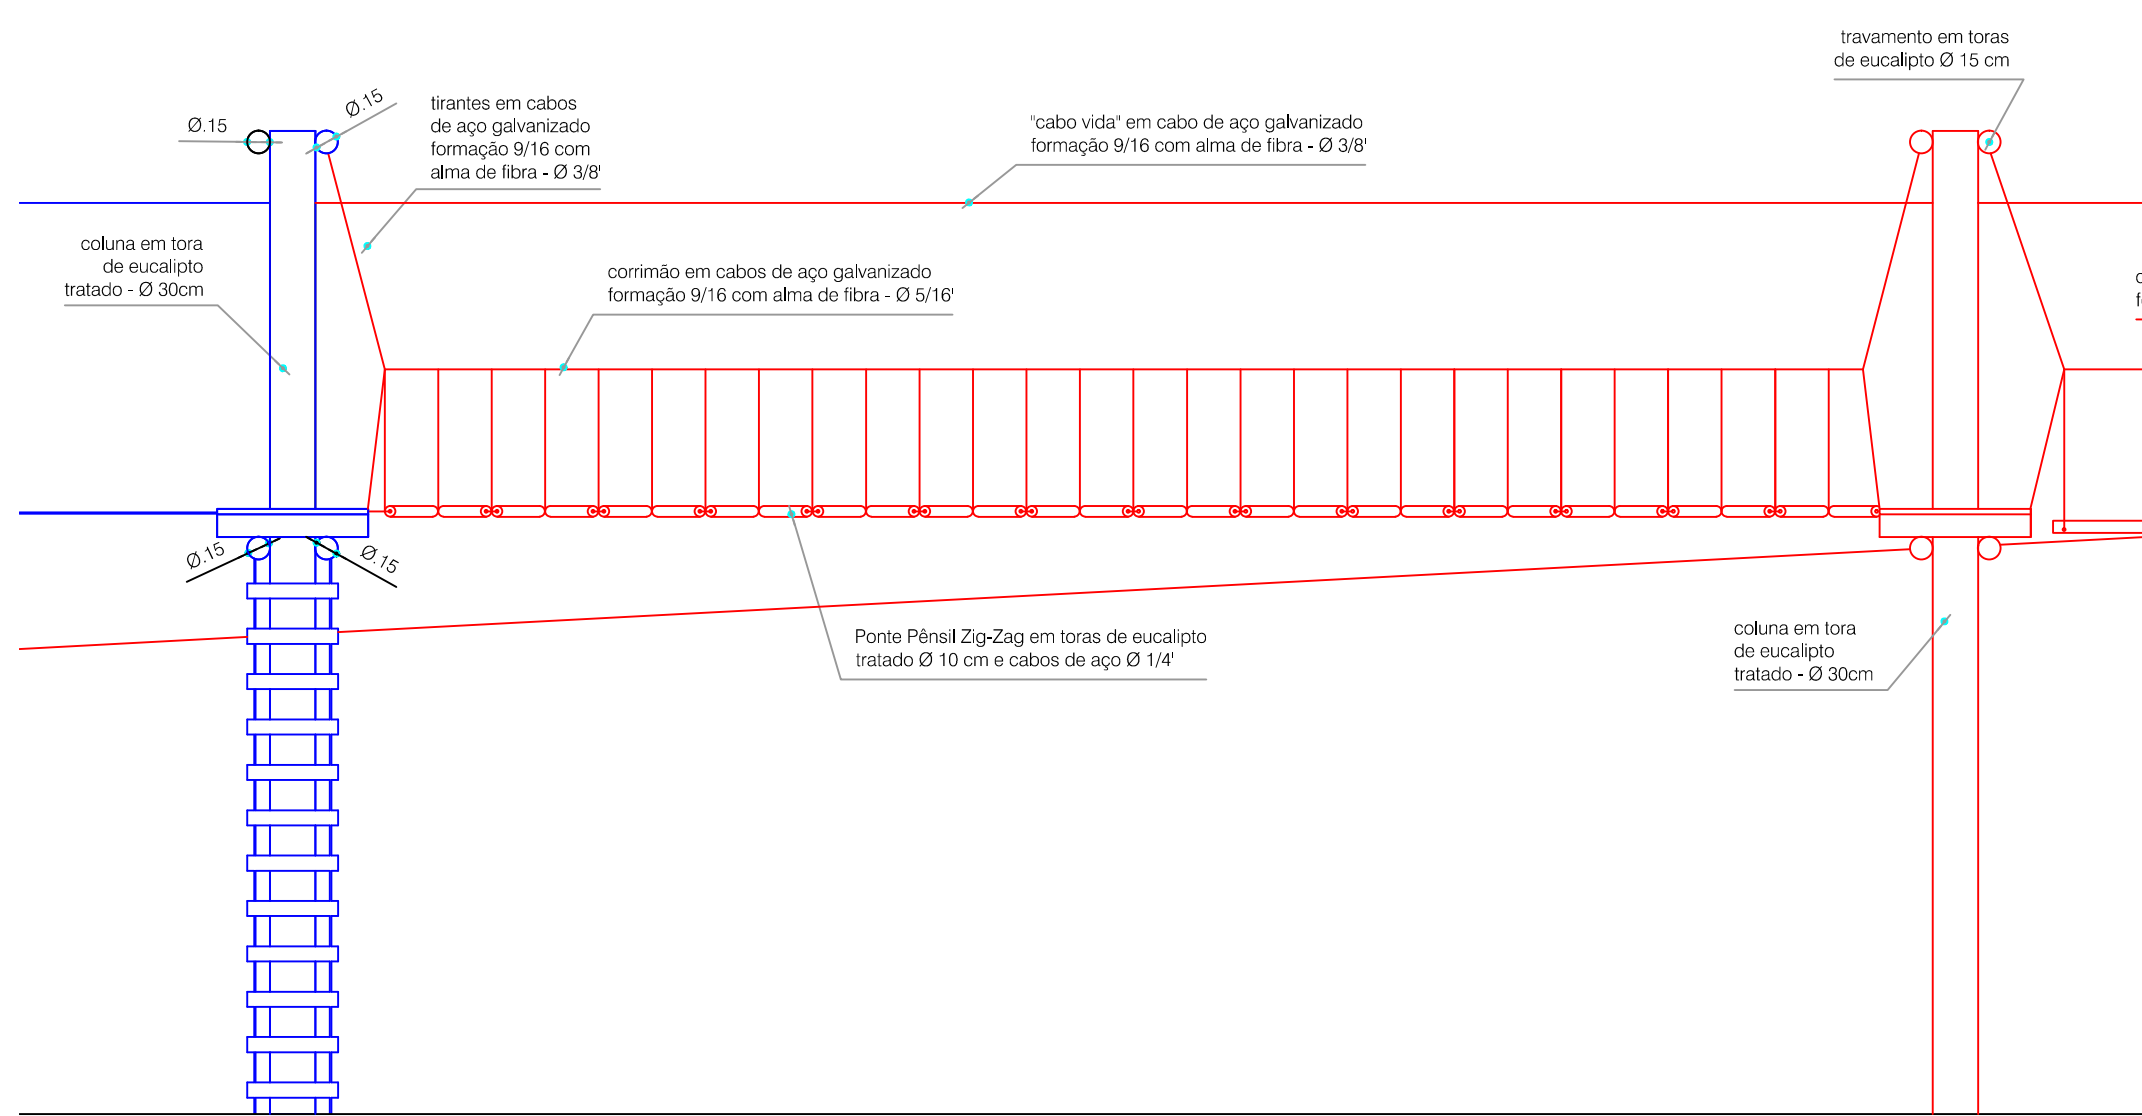 travamento em toras
de eucalipto Ø 15 cm
Ø.15
Ø.15
tirantes em cabos
de aço galvanizado
formação 9/16 com
alma de fibra - Ø 3/8'
"cabo vida" em cabo de aço galvanizado
formação 9/16 com alma de fibra - Ø 3/8'
coluna em tora
de eucalipto
tratado - Ø 30cm
corrimão em cabos de aço galvanizado
formação 9/16 com alma de fibra - Ø 5/16'
Ø.15
Ø.15
Ponte Pênsil Zig-Zag em toras de eucalipto
tratado Ø 10 cm e cabos de aço Ø 1/4'
coluna em tora
de eucalipto
tratado - Ø 30cm